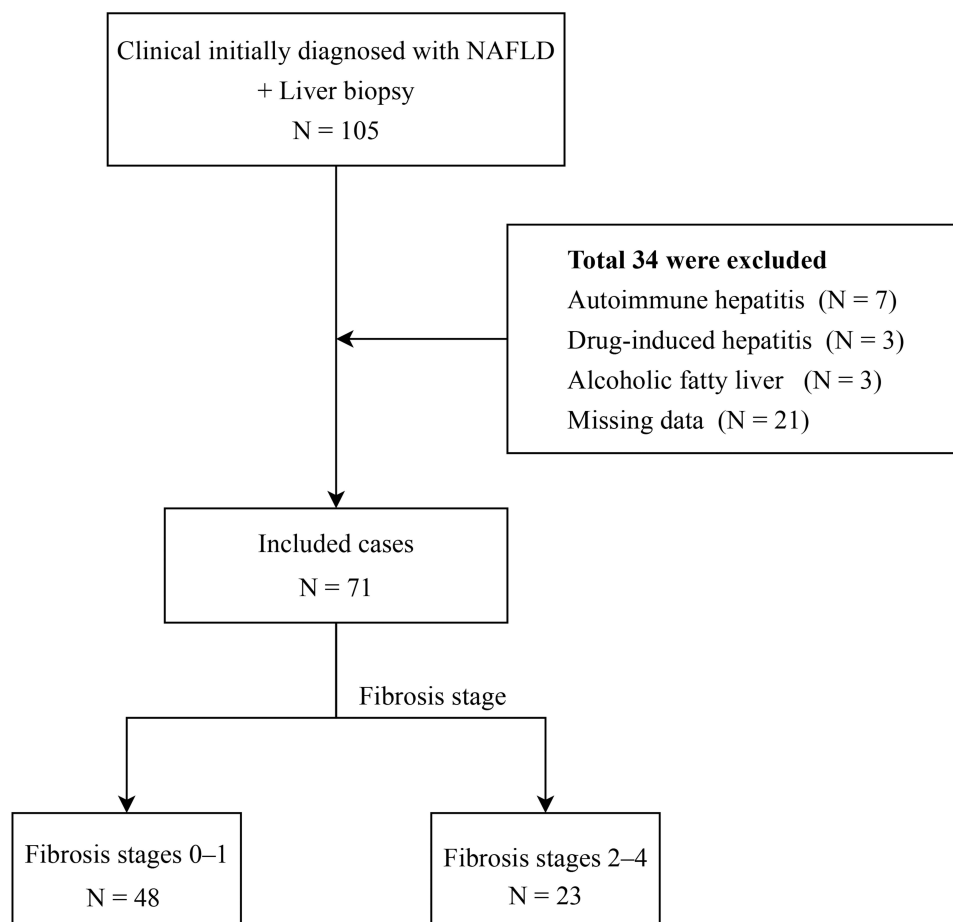 Clinical initially diagnosed with NAFLD
+ Liver biopsy
N = 105
Total 34 were excluded
Autoimmune hepatitis (N = 7)
Drug-induced hepatitis (N = 3)
Alcoholic fatty liver (N = 3)
Missing data (N = 21)
Included cases
N = 71
Fibrosis stage
Fibrosis stages 0–1
N = 48
Fibrosis stages 2–4
N = 23